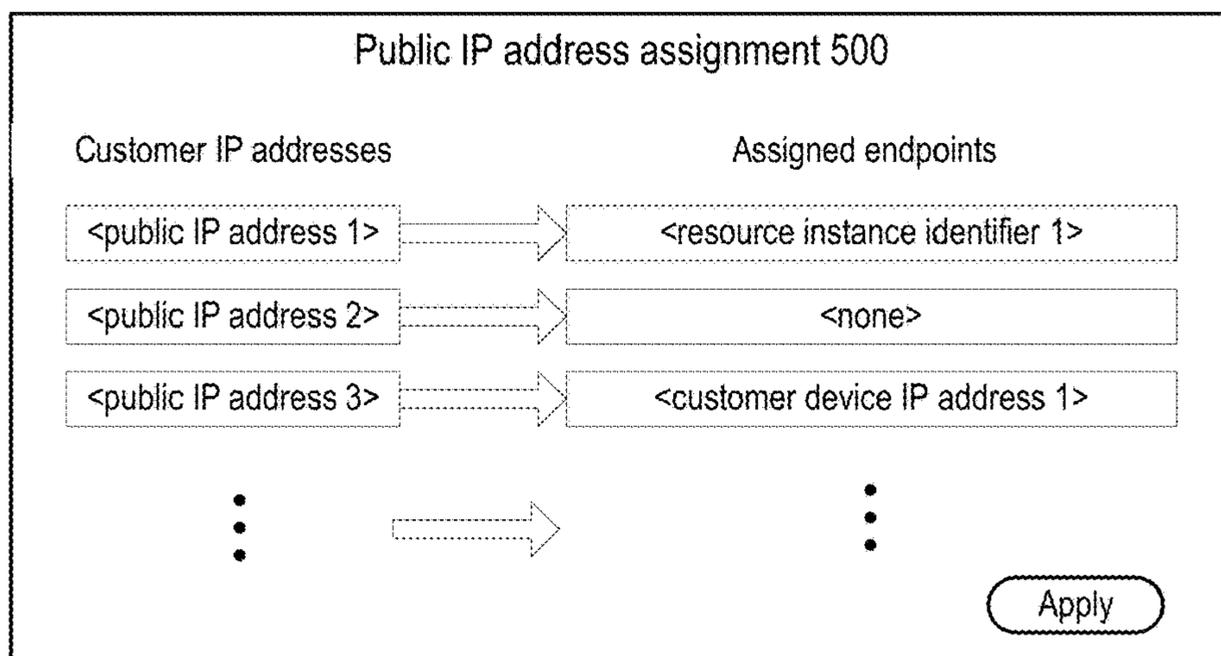 Public IP address assignment 500
Customer IP addresses Assigned endpoints
<public IP address 1> <resource instance identifier 1>
<public IP address 2> <none>
<public IP address 3> <customer device IP address 1>
Apply